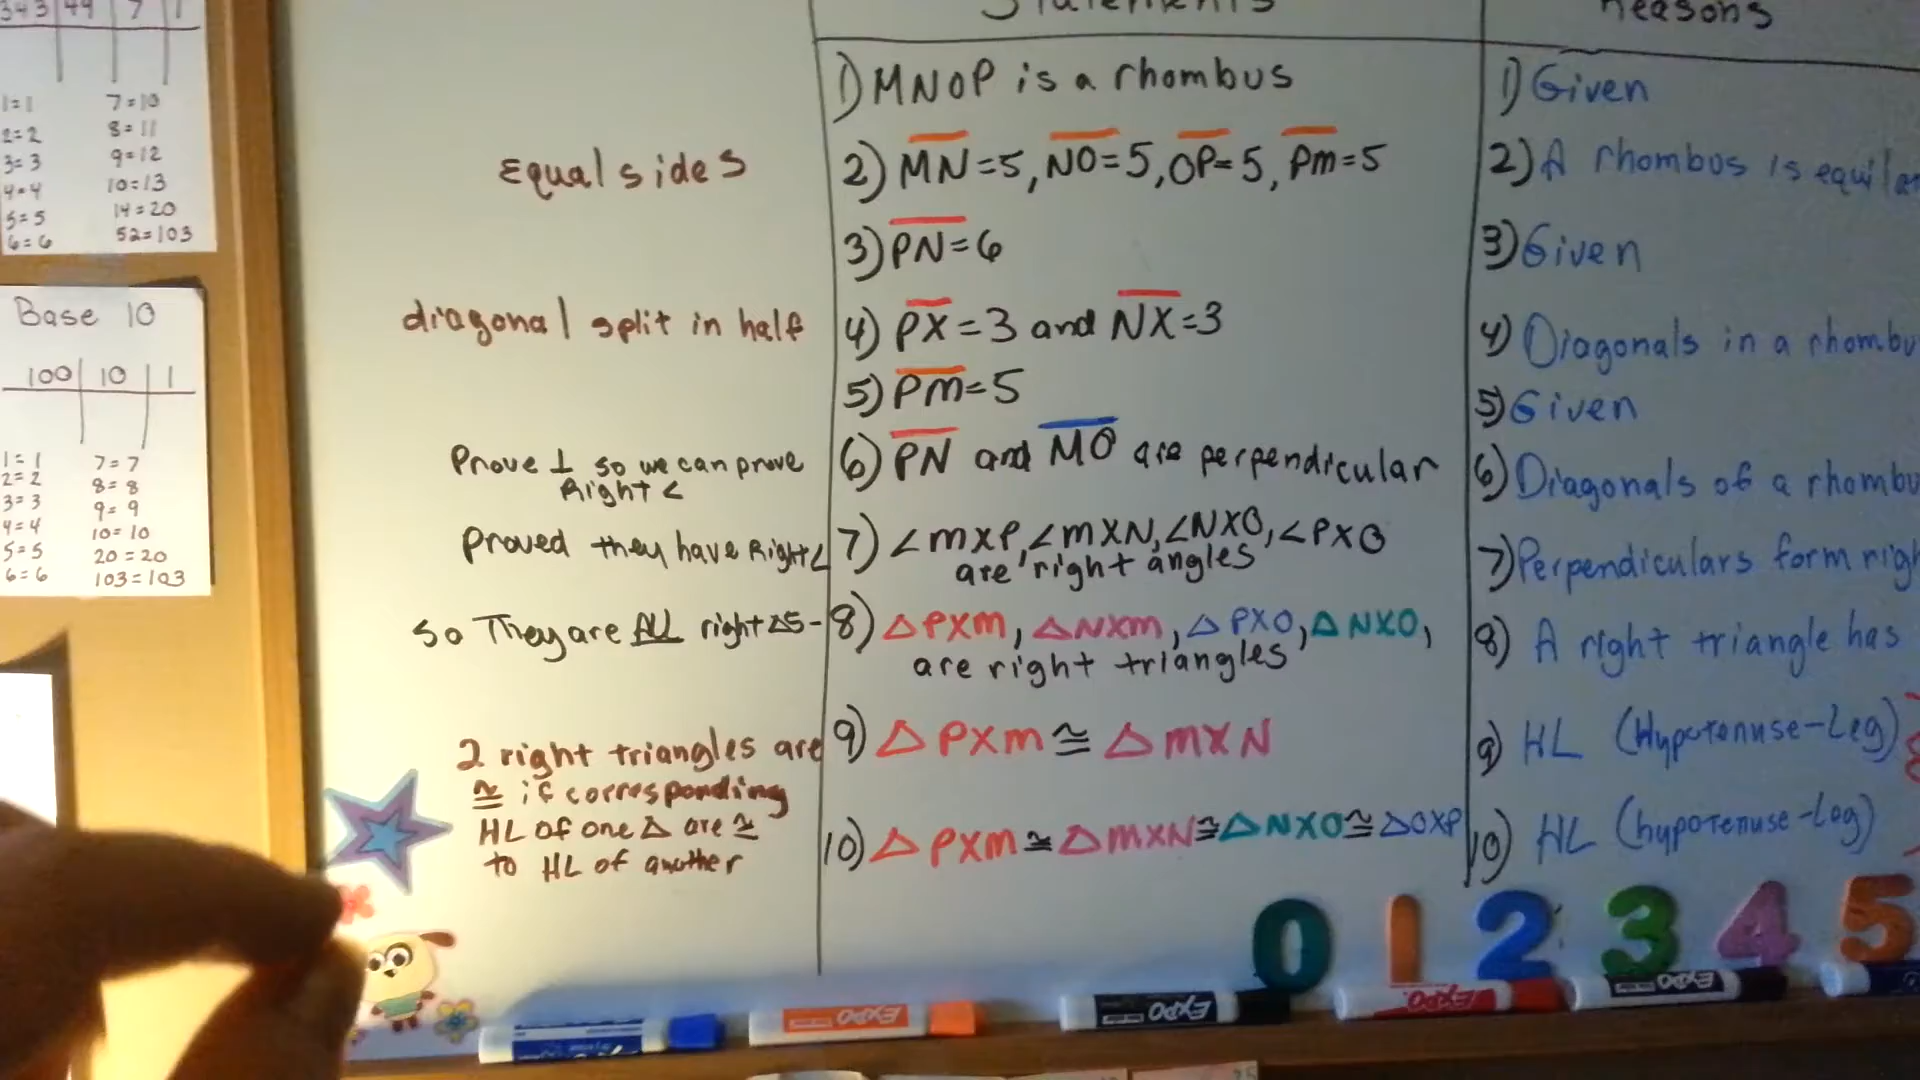 343 49 7 1
1=1 7=10
2=2 8=11
3=3 9=12
4=4 10=13
5=5 14=20
6=6 52=103
Base 10
100 10 1
1=1 7=7
2=2 8=8
3=3 9=9
4=4 10=10
5=5 20=20
6=6 103=103
Equal sides
diagonal split in half
Prove ⊥ so we can prove
Right <
Proved they have Right <
so They are ALL right △s -
2 right triangles are
≅ if corresponding
HL of one △ are ≅
to HL of another
Statements
1) MNOP is a rhombus
2) MN=5, NO=5, OP=5, PM=5
3) PN=6
4) PX=3 and NX=3
5) PM=5
6) PN and MO are perpendicular
7) ∠MXP, ∠MXN, ∠NXO, ∠PXO
are right angles
8) △PXM, △NXM, △PXO, △NXO,
are right triangles
9) △PXM ≅ △MXN
10) △PXM ≅ △MXN ≅ △NXO ≅ △OXP
Reasons
1) Given
2) A rhombus is equila
3) Given
4) Diagonals in a rhombu
5) Given
6) Diagonals of a rhombu
7) Perpendiculars form righ
8) A right triangle has
9) HL (Hypotenuse-Leg)
10) HL (hypotenuse-Leg)
0 1 2 3 4 5
EXPO
EXPO
EXPO
EXPO